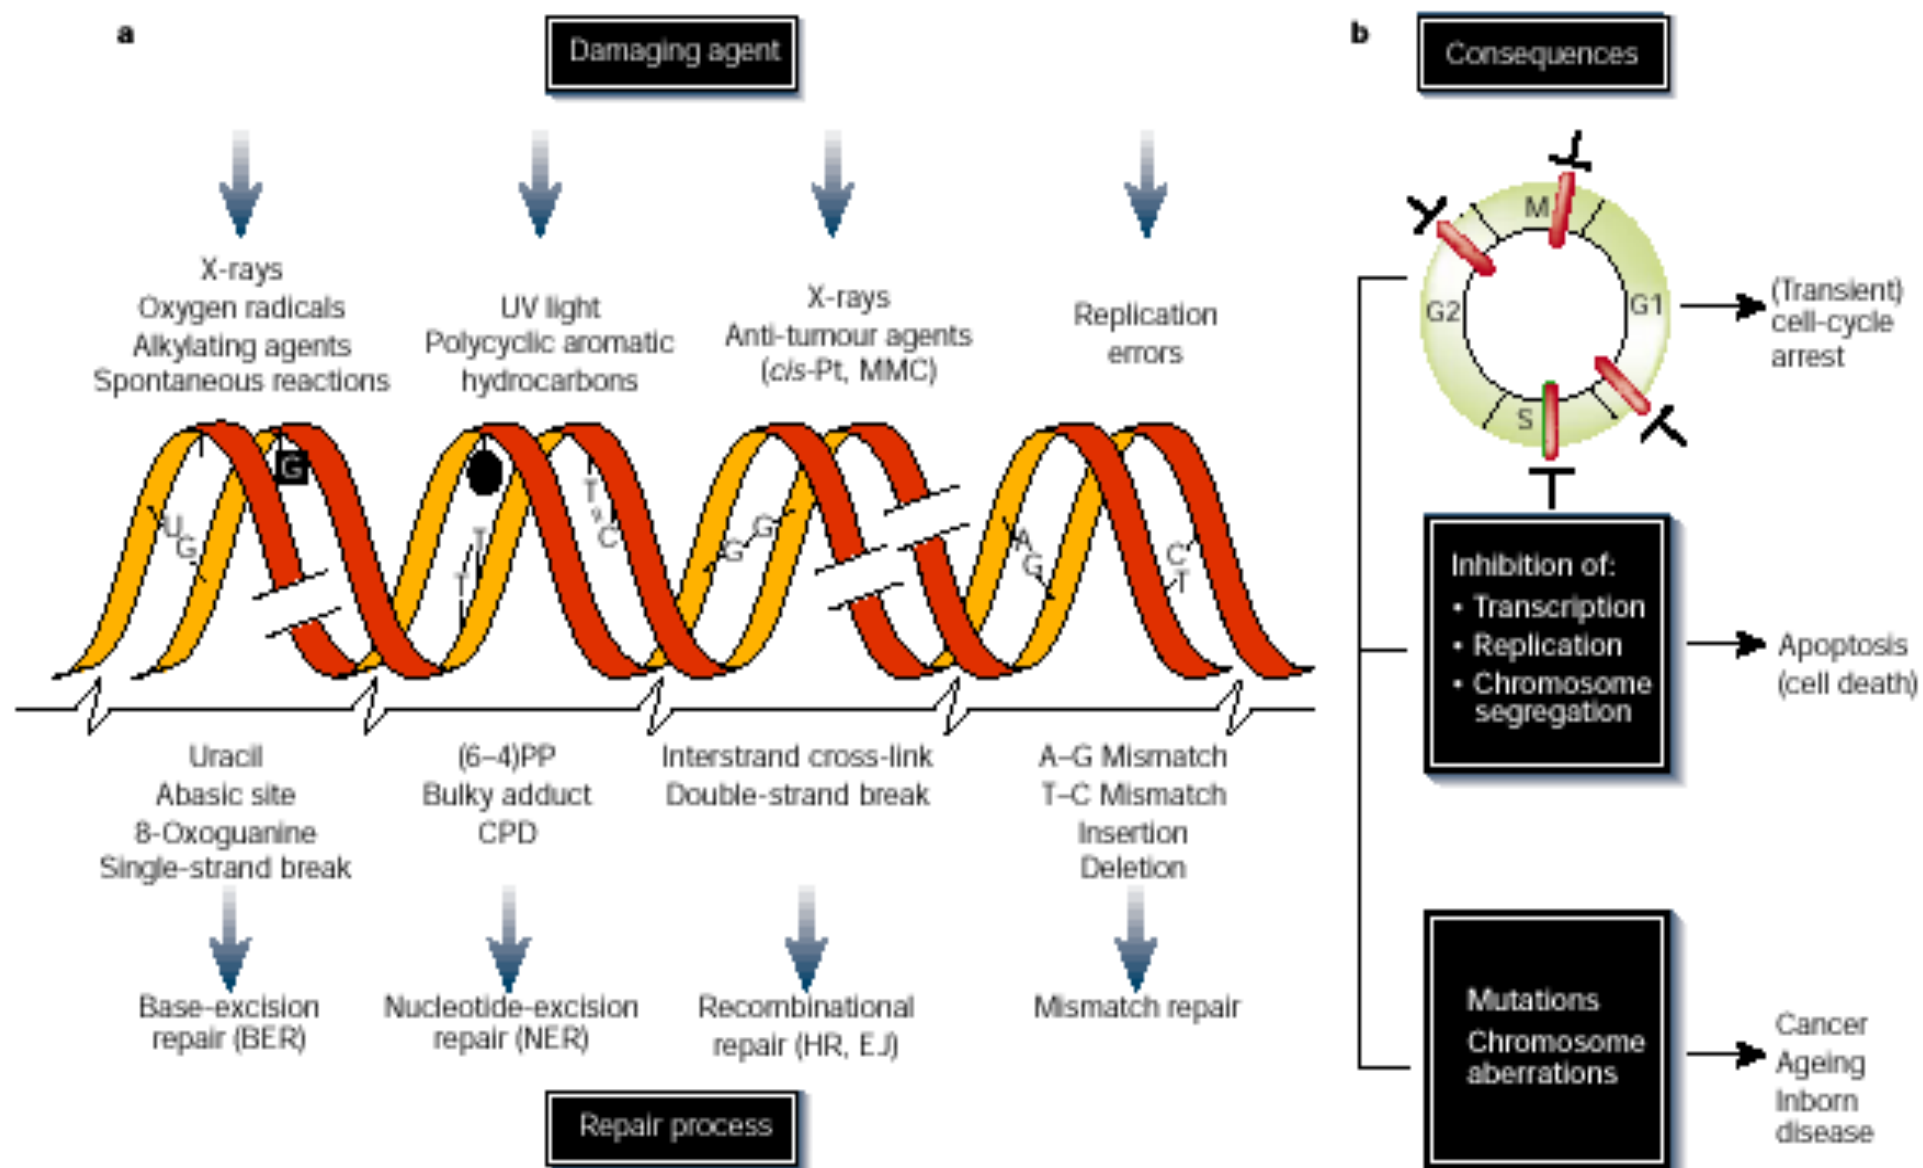 a
Damaging agent
X-rays
Oxygen radicals
Alkylating agents
Spontaneous reactions
UV light
Polycyclic aromatic
hydrocarbons
X-rays
Anti-tumour agents
(cis-Pt, MMC)
Replication
errors
G
U
G
T
T
T
C
G
G
A
G
C
T
Uracil
Abasic site
8-Oxoguanine
Single-strand break
(6–4)PP
Bulky adduct
CPD
Interstrand cross-link
Double-strand break
A–G Mismatch
T–C Mismatch
Insertion
Deletion
Base-excision
repair (BER)
Nucleotide-excision
repair (NER)
Recombinational
repair (HR, EJ)
Mismatch repair
Repair process
b
Consequences
M
G1
G2
S
(Transient)
cell-cycle
arrest
Inhibition of:
• Transcription
• Replication
• Chromosome
segregation
Apoptosis
(cell death)
Mutations
Chromosome
aberrations
Cancer
Ageing
Inborn
disease